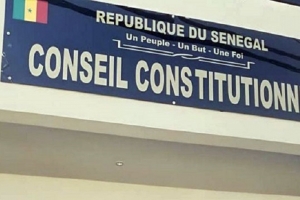 REPUBLIQUE DU SENEGAL
Un Peuple - Un But - Une Foi
CONSEIL CONSTITUTIONN